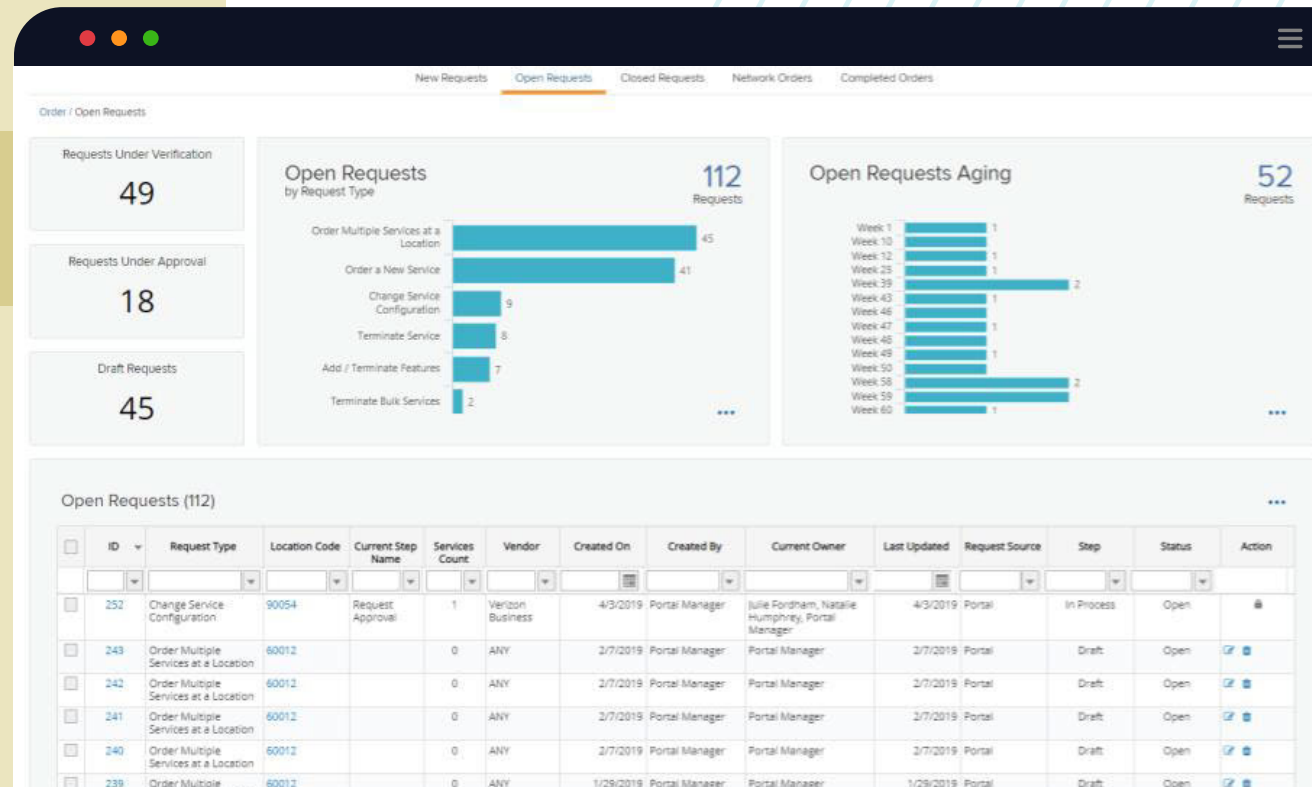 New Requests Open Requests Closed Requests Network Orders Completed Orders
Order / Open Requests
Requests Under Verification
49
Requests Under Approval
18
Draft Requests
45
Open Requests
by Request Type
112
Requests
Order Multiple Services at a
Location
45
Order a New Service
41
Change Service
Configuration
9
Terminate Service
8
Add / Terminate Features
7
Terminate Bulk Services
2
Open Requests Aging
52
Requests
Week 1 1
Week 10
Week 12 1
Week 25 1
Week 39 2
Week 43 1
Week 46
Week 47 1
Week 48
Week 49 1
Week 50
Week 58 2
Week 59
Week 60 1
Open Requests (112)
ID Request Type Location Code Current Step Services Vendor Created On Created By Current Owner Last Updated Request Source Step Status Action
Name Count
252 Change Service 90054 Request 1 Verizon 4/3/2019 Portal Manager Julie Fordham, Natalie 4/3/2019 Portal In Process Open
Configuration Approval Business Humphrey, Portal
Manager
243 Order Multiple 60012 0 ANY 2/7/2019 Portal Manager Portal Manager 2/7/2019 Portal Draft Open
Services at a Location
242 Order Multiple 60012 0 ANY 2/7/2019 Portal Manager Portal Manager 2/7/2019 Portal Draft Open
Services at a Location
241 Order Multiple 60012 0 ANY 2/7/2019 Portal Manager Portal Manager 2/7/2019 Portal Draft Open
Services at a Location
240 Order Multiple 60012 0 ANY 2/7/2019 Portal Manager Portal Manager 2/7/2019 Portal Draft Open
Services at a Location
239 Order Multiple 60012 0 ANY 1/29/2019 Portal Manager Portal Manager 1/29/2019 Portal Draft Open